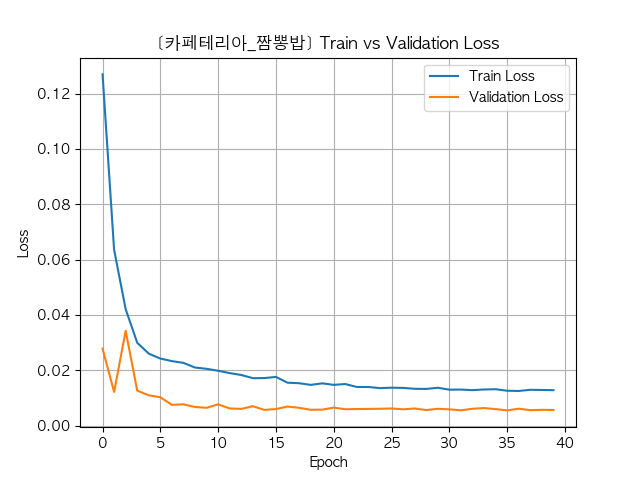 [카페테리아_짬뽕밥] Train vs Validation Loss
Train Loss
Validation Loss
0.12
0.10
0.08
0.06
0.04
0.02
0.00
Loss
0 5 10 15 20 25 30 35 40
Epoch